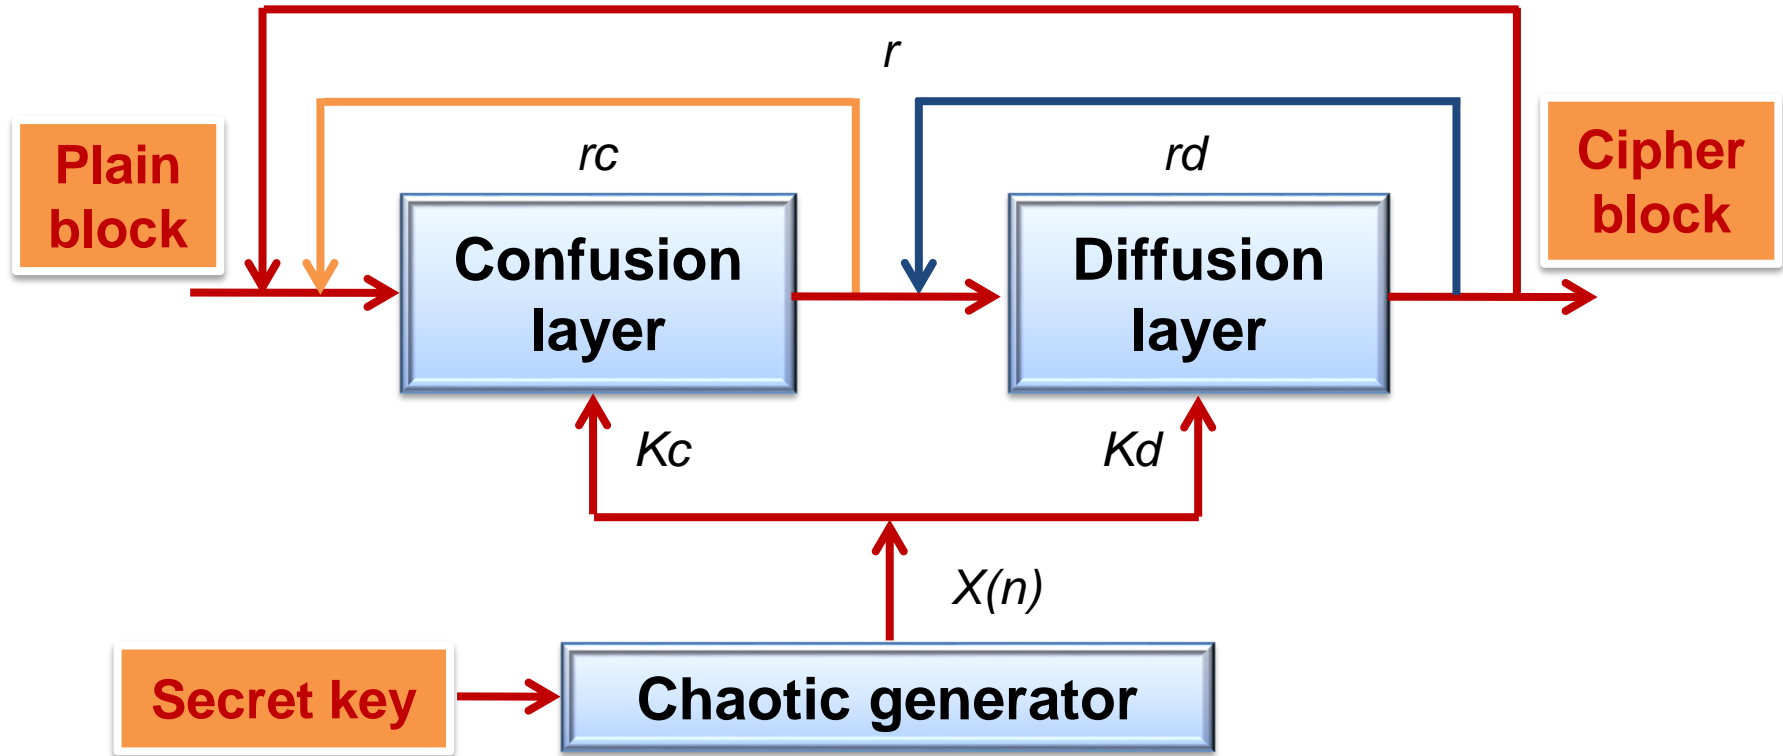 r
rc
rd
Plain
block
Cipher
block
Confusion
layer
Diffusion
layer
Kc
Kd
X(n)
Secret key
Chaotic generator